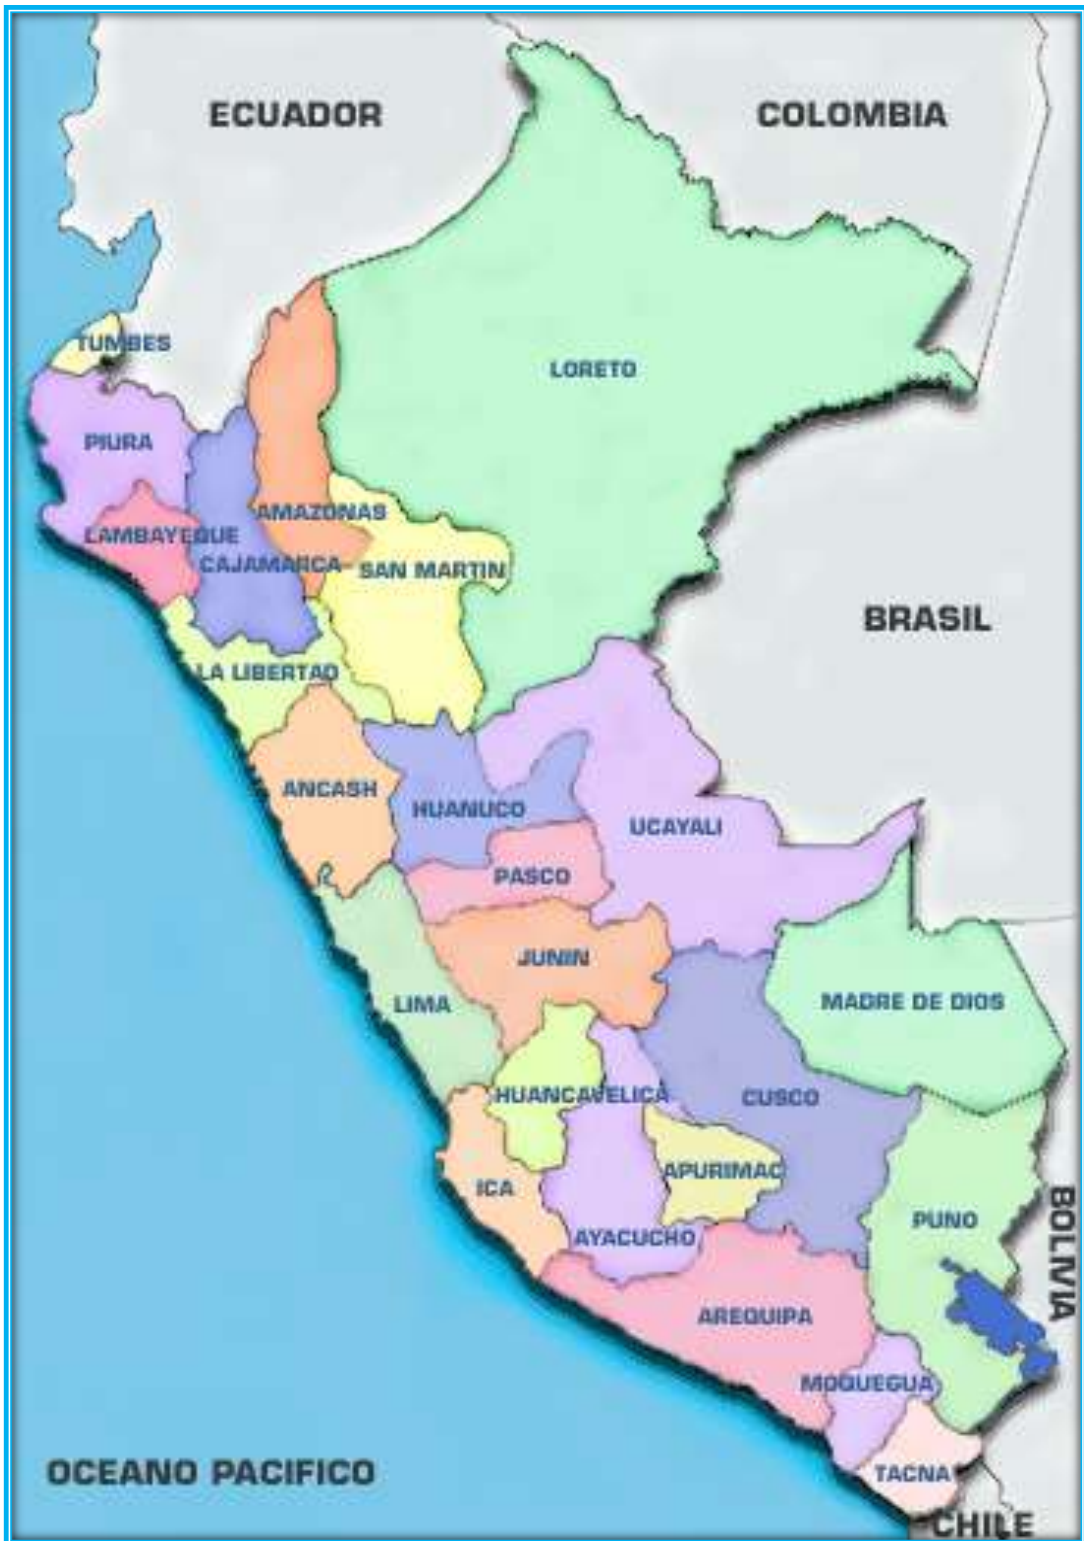 ECUADOR
COLOMBIA
TUMBES
LORETO
PIURA
AMAZONAS
LAMBAYEQUE
CAJAMARCA
SAN MARTIN
BRASIL
LA LIBERTAD
ANCASH
HUANUCO
UCAYALI
PASCO
JUNIN
LIMA
MADRE DE DIOS
HUANCAVELICA
CUSCO
APURIMAC
ICA
PUNO
BOLIVIA
AYACUCHO
AREQUIPA
MOQUEGUA
OCEANO PACIFICO
TACNA
CHILE